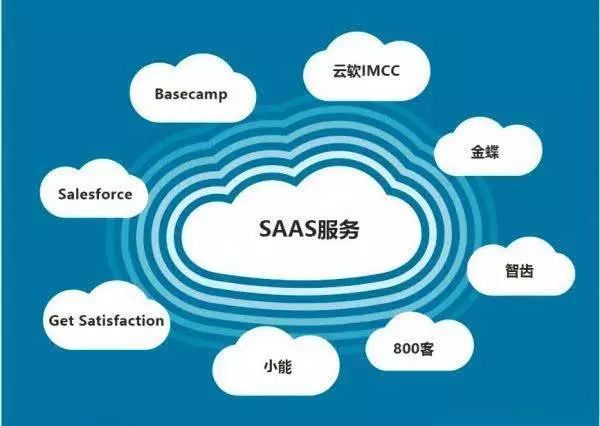 云软IMCC
Basecamp
金蝶
Salesforce
SAAS服务
智齿
Get Satisfaction
800客
小能